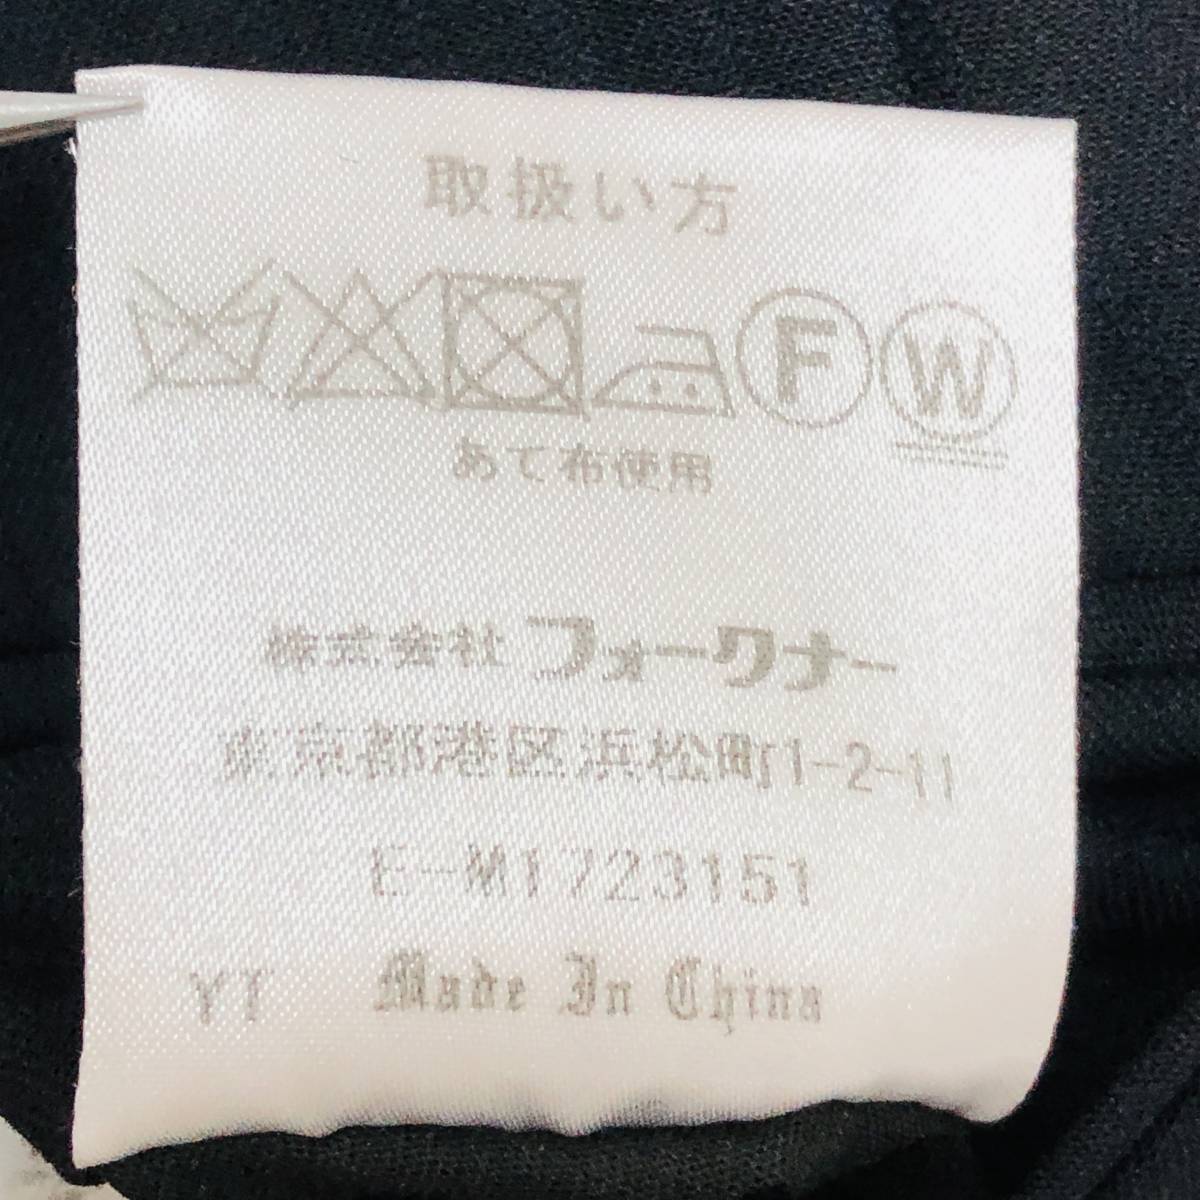 取扱い方
F W
あて布使用
株式会社 フォーワナー
東京都港区浜松町1-2-11
E-M1723151
YT Made In China